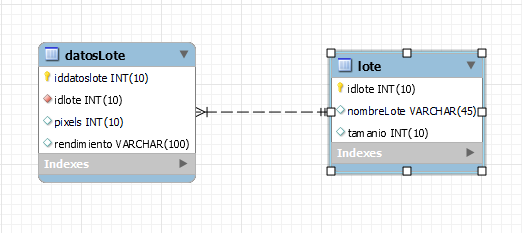 datosLote
iddatoslote INT(10)
idlote INT(10)
pixels INT(10)
rendimiento VARCHAR(100)
Indexes
lote
idlote INT(10)
nombreLote VARCHAR(45)
tamanio INT(10)
Indexes